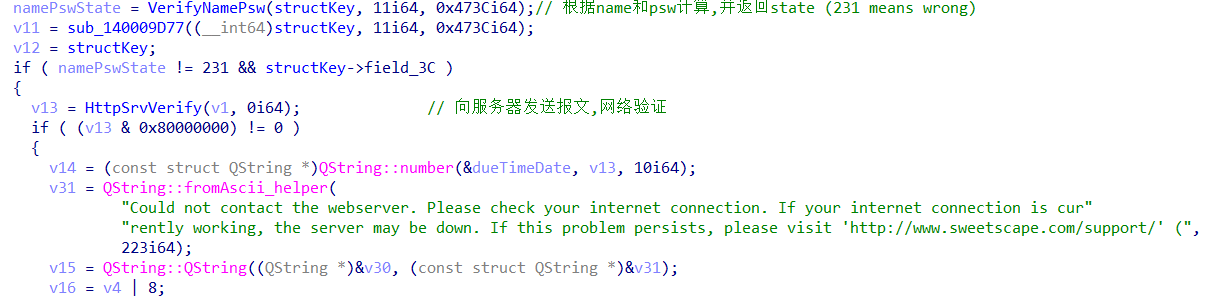 namePswState = VerifyNamePsw(structKey, 11i64, 0x473Ci64);// 根据name和psw计算,并返回state (231 means wrong)
v11 = sub_140009D77((__int64)structKey, 11i64, 0x473Ci64);
v12 = structKey;
if ( namePswState != 231 && structKey->field_3C )
{
v13 = HttpSrvVerify(v1, 0i64); // 向服务器发送报文,网络验证
if ( (v13 & 0x80000000) != 0 )
{
v14 = (const struct QString *)QString::number(&dueTimeDate, v13, 10i64);
v31 = QString::fromAscii_helper(
"Could not contact the webserver. Please check your internet connection. If your internet connection is cur"
"rently working, the server may be down. If this problem persists, please visit 'http://www.sweetscape.com/support/' (",
223i64);
v15 = QString::QString((QString *)&v30, (const struct QString *)&v31);
v16 = v4 | 8;